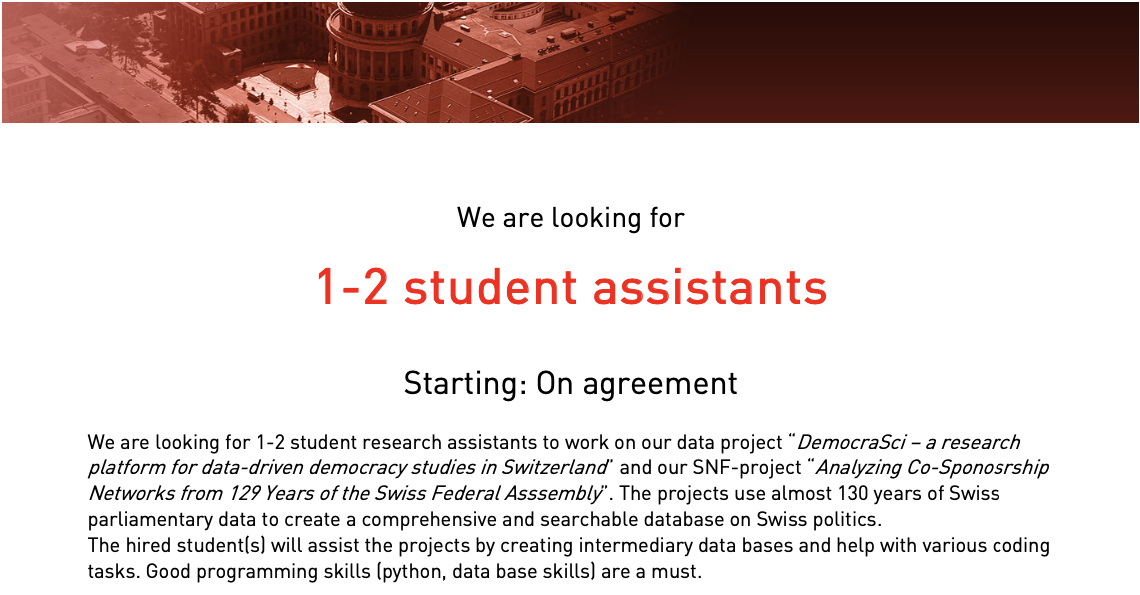 We are looking for
1-2 student assistants
Starting: On agreement
We are looking for 1-2 student research assistants to work on our data project “DemocraSci – a research
platform for data-driven democracy studies in Switzerland” and our SNF-project “Analyzing Co-Sponosrship
Networks from 129 Years of the Swiss Federal Asssembly”. The projects use almost 130 years of Swiss
parliamentary data to create a comprehensive and searchable database on Swiss politics.
The hired student(s) will assist the projects by creating intermediary data bases and help with various coding
tasks. Good programming skills (python, data base skills) are a must.